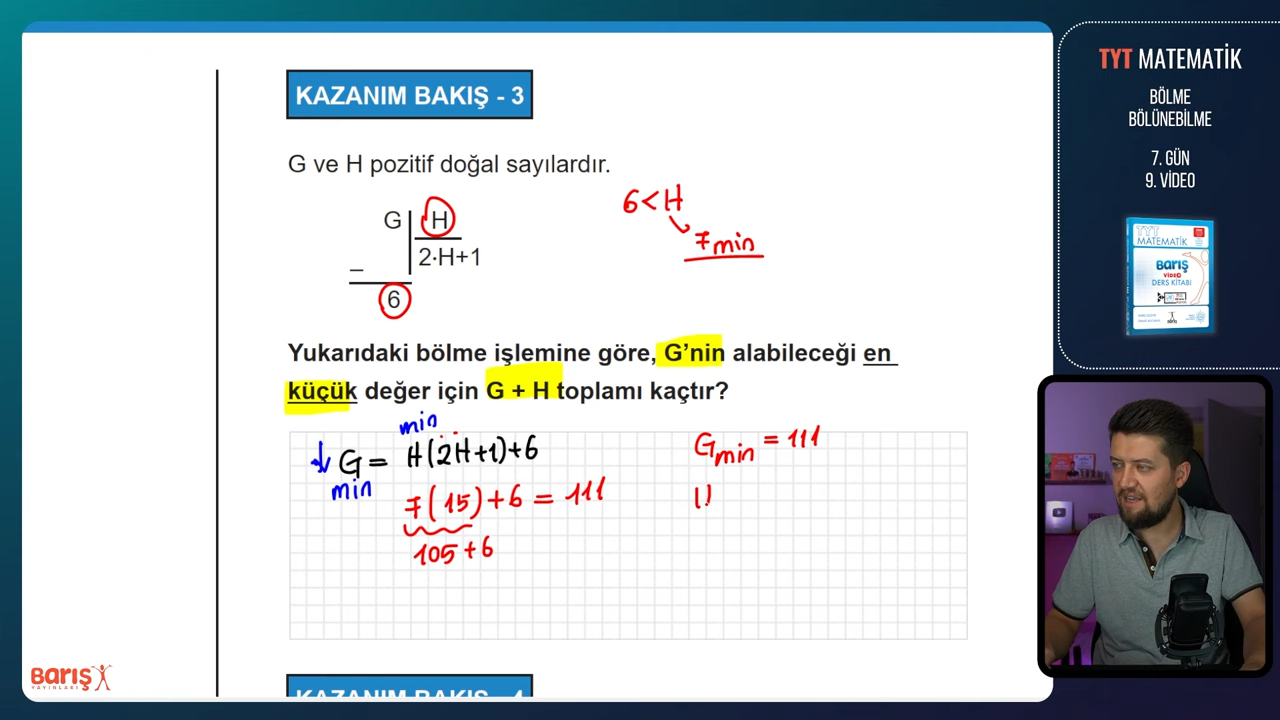 KAZANIM BAKIŞ - 3
G ve H pozitif doğal sayılardır.
G H
2·H+1
–
6
6 < H
7 min
Yukarıdaki bölme işlemine göre, G’nin alabileceği en
küçük değer için G + H toplamı kaçtır?
min
↓ G = H(2H+1)+6
min
7(15)+6 = 111
105+6
Gmin = 111
KAZANIM BAKIŞ - 4
BARIŞ
YAYINLARI
TYT MATEMATİK
BÖLME
BÖLÜNEBİLME
7. GÜN
9. VİDEO
TYT
MATEMATİK
BARIŞ
VİDEO
DERS KİTABI